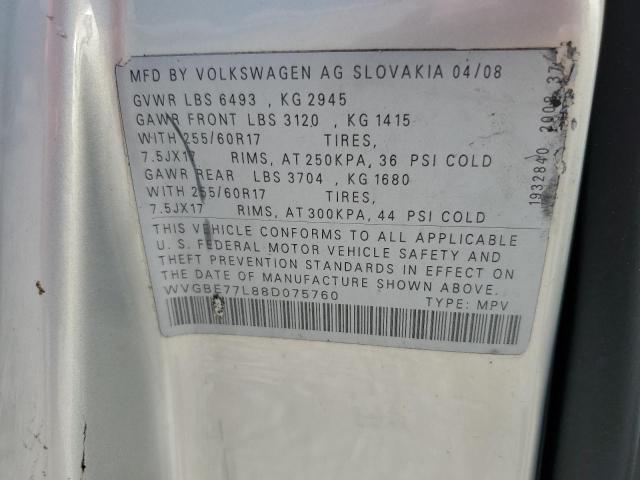 MFD BY VOLKSWAGEN AG SLOVAKIA 04/08
GVWR LBS 6493 , KG 2945
GAWR FRONT LBS 3120 , KG 1415
WITH 255/60R17 TIRES,
7.5JX17 RIMS, AT 250KPA, 36 PSI COLD
GAWR REAR LBS 3704 , KG 1680
WITH 255/60R17 TIRES,
7.5JX17 RIMS, AT 300KPA, 44 PSI COLD
THIS VEHICLE CONFORMS TO ALL APPLICABLE
U. S. FEDERAL MOTOR VEHICLE SAFETY AND
THEFT PREVENTION STANDARDS IN EFFECT ON
THE DATE OF MANUFACTURE SHOWN ABOVE.
WVGBE77L88D075760 TYPE: MPV
1932840 2008 37